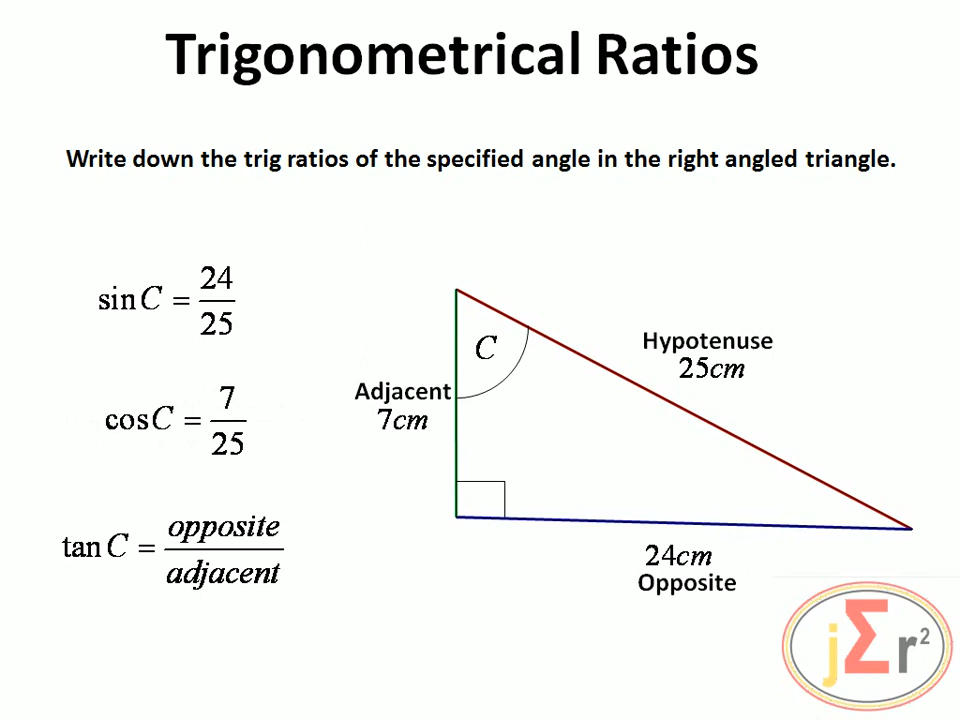 Trigonometrical Ratios
Write down the trig ratios of the specified angle in the right angled triangle.
sin C = 24/25
cos C = 7/25
tan C = opposite/adjacent
C
Hypotenuse
25cm
Adjacent
7cm
24cm
Opposite
jΣr²